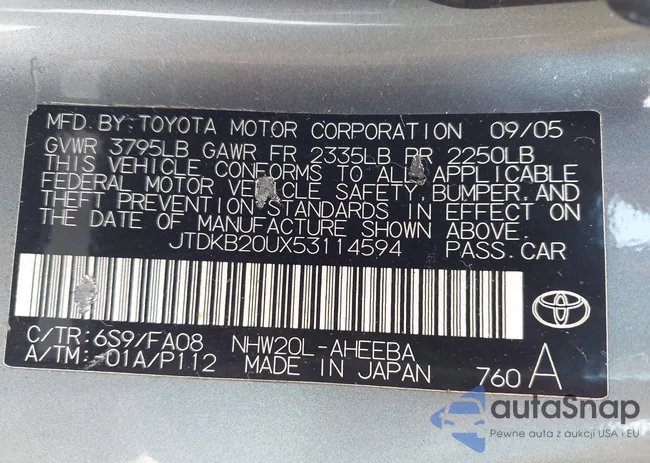 MFD. BY: TOYOTA MOTOR CORPORATION 09/05
GVWR 3795LB GAWR FR 2335LB RR 2250LB
THIS VEHICLE CONFORMS TO ALL APPLICABLE
FEDERAL MOTOR VEHICLE SAFETY, BUMPER, AND
THEFT PREVENTION STANDARDS IN EFFECT ON
THE DATE OF MANUFACTURE SHOWN ABOVE.
JTDKB20UX53114594 PASS. CAR
C/TR: 6S9/FA08 NHW20L-AHEEBA
A/TM: -01A/P112 MADE IN JAPAN 760 A
autaSnap
Pewne auta z aukcji USA i EU